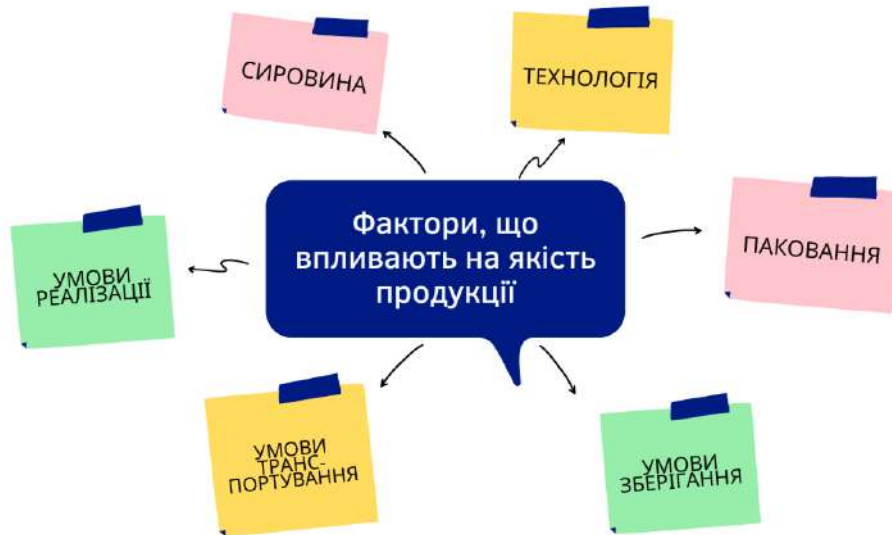 СИРОВИНА
ТЕХНОЛОГІЯ
Фактори, що
впливають на якість
продукції
ПАКОВАННЯ
УМОВИ
РЕАЛІЗАЦІЇ
УМОВИ
ТРАНС-
ПОРТУВАННЯ
УМОВИ
ЗБЕРІГАННЯ